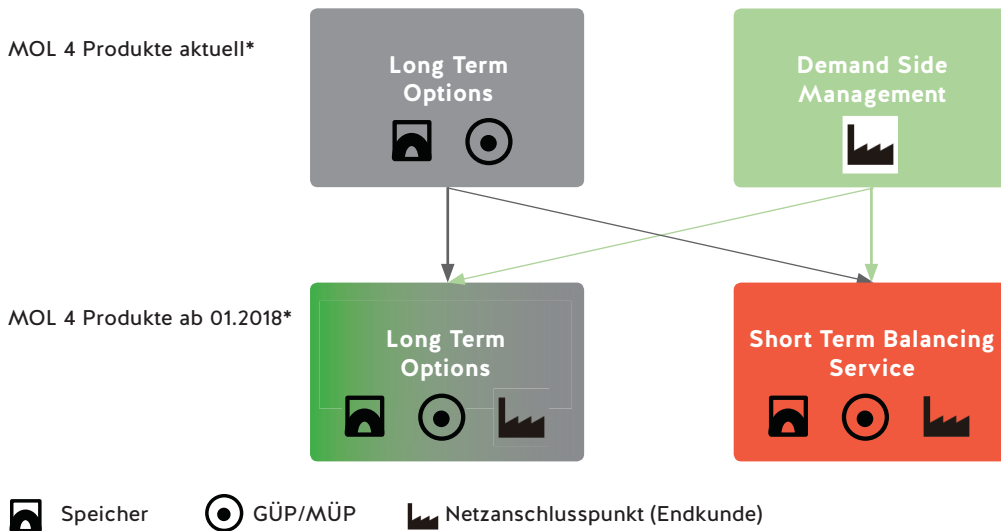 MOL 4 Produkte aktuell*
Long Term
Options
Demand Side
Management
MOL 4 Produkte ab 01.2018*
Long Term
Options
Short Term Balancing
Service
Speicher
GÜP/MÜP
Netzanschlusspunkt (Endkunde)